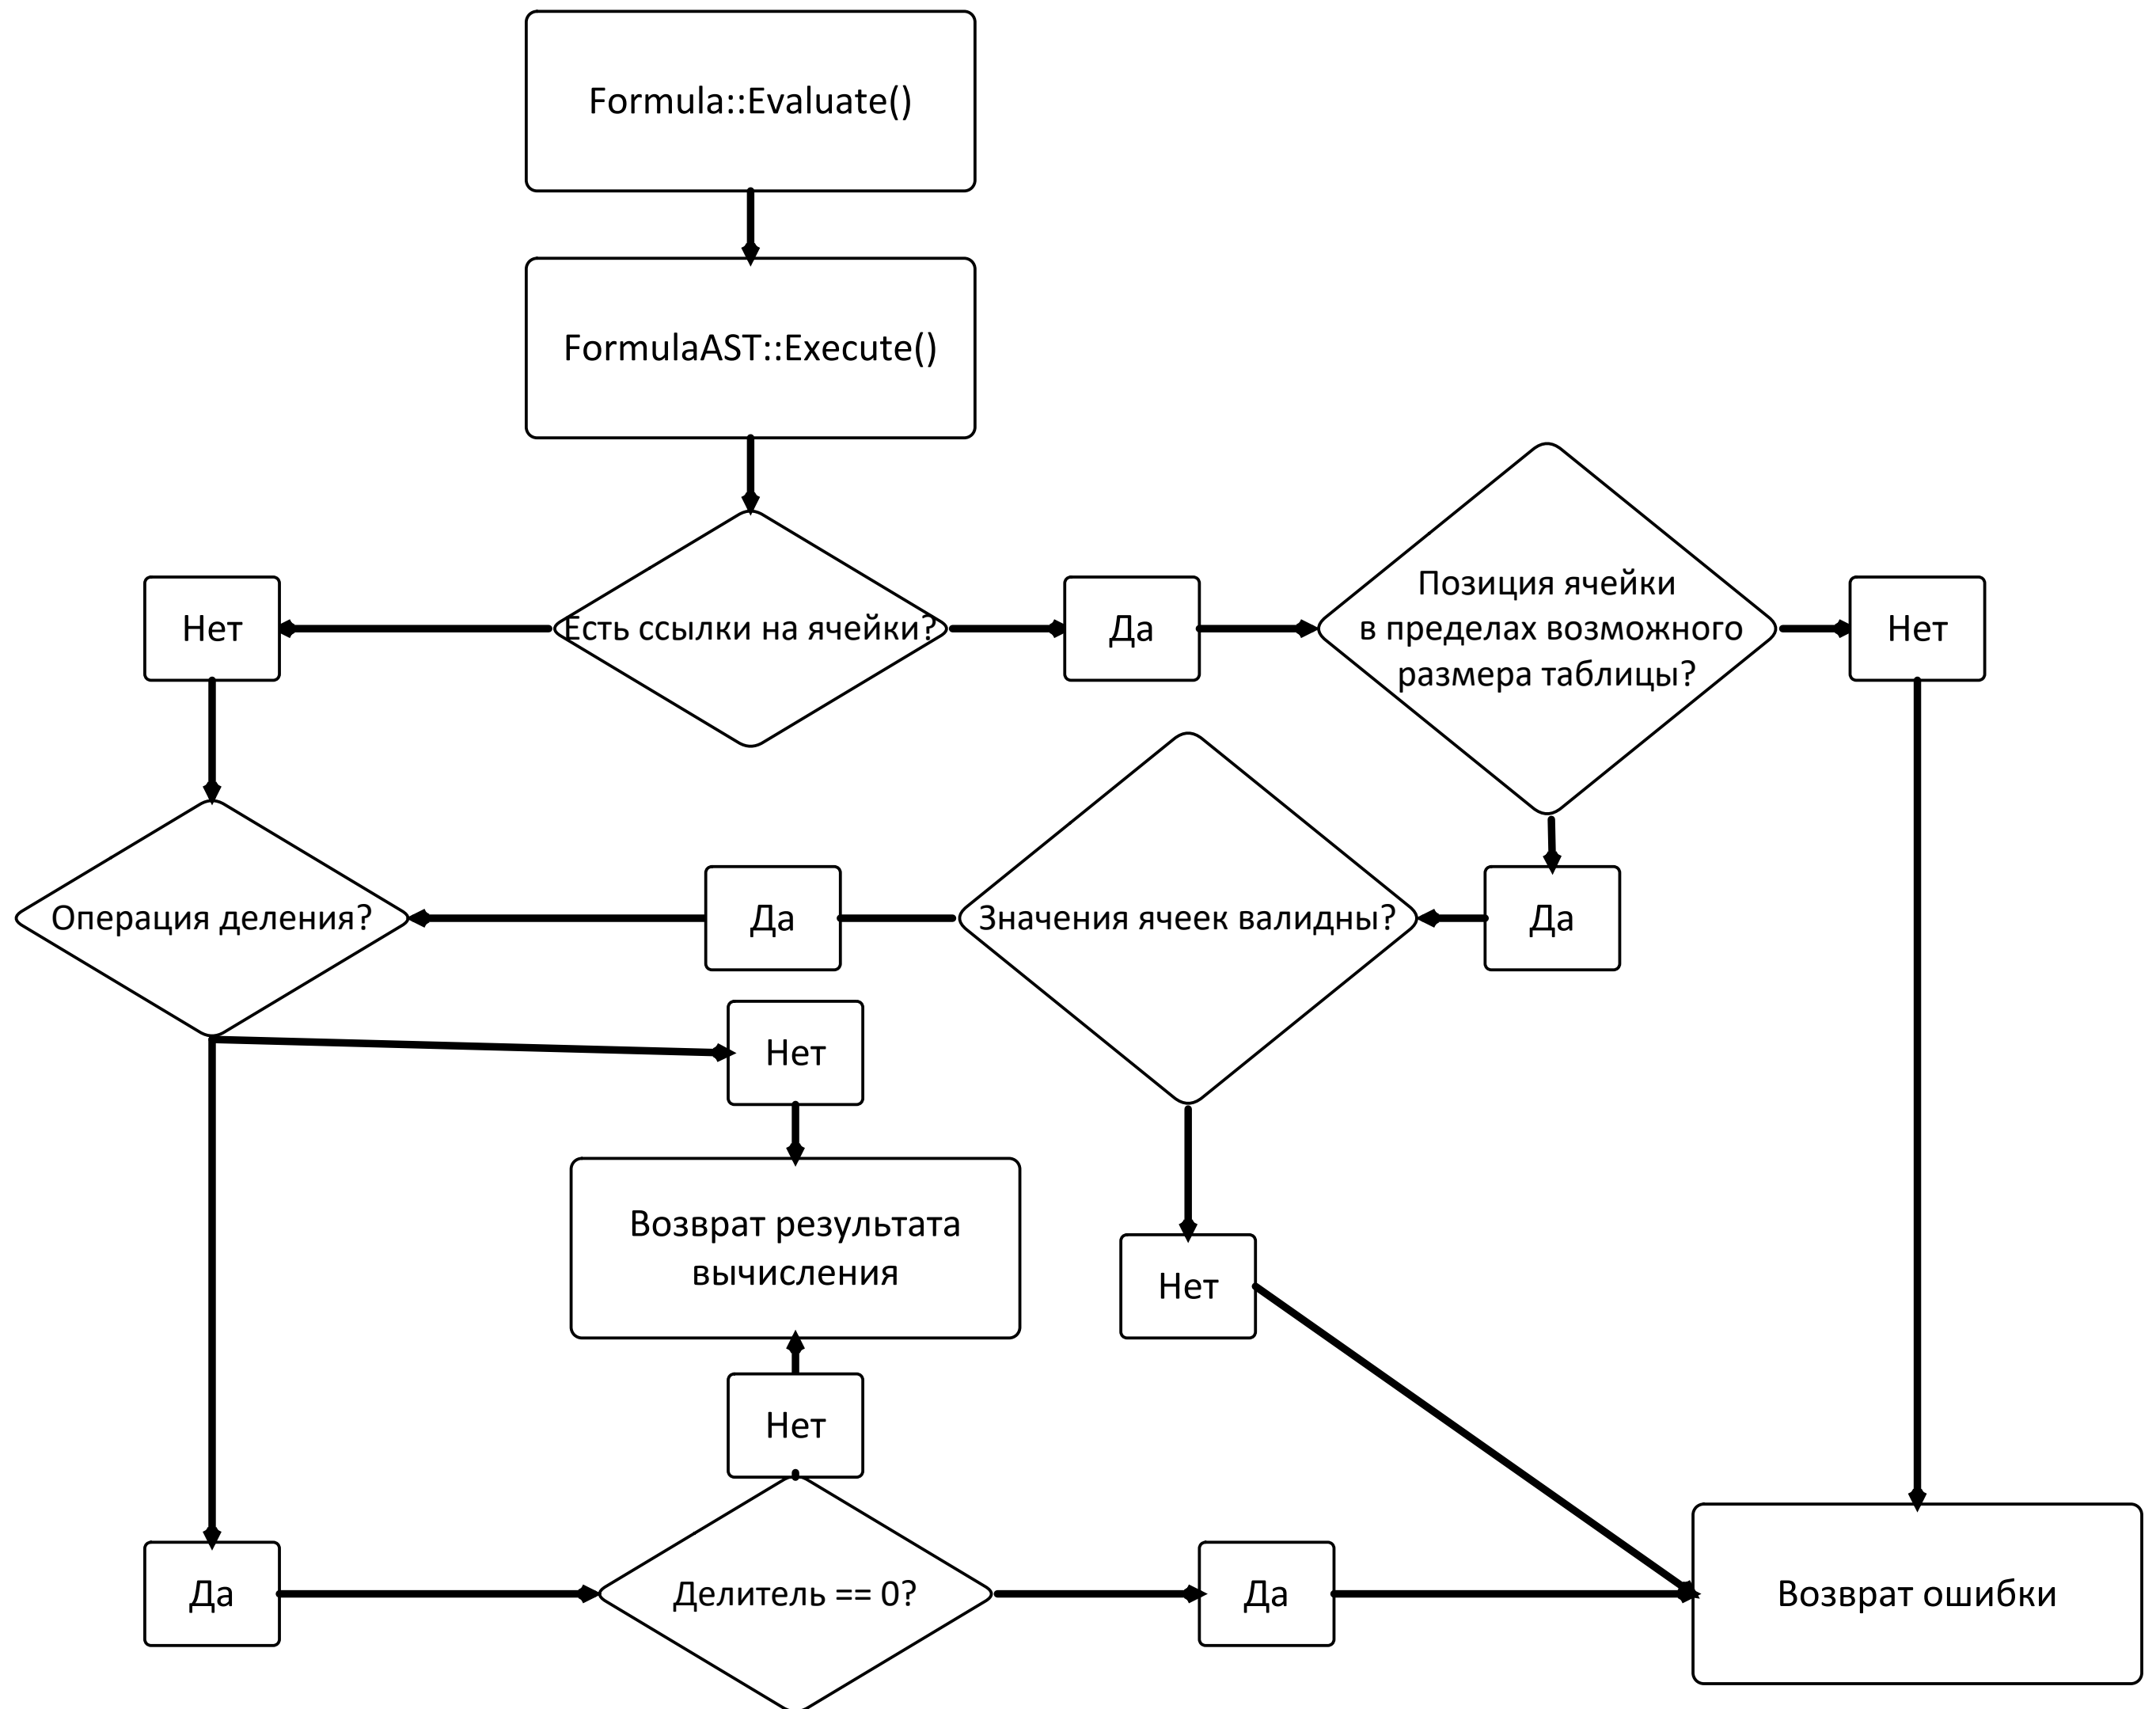 Formula::Evaluate()
FormulaAST::Execute()
Нет
Есть ссылки на ячейки?
Да
Позиция ячейки
в пределах возможного
размера таблицы?
Нет
Операция деления?
Да
Значения ячеек валидны?
Да
Нет
Возврат результата
вычисления
Нет
Нет
Да
Делитель == 0?
Да
Возврат ошибки